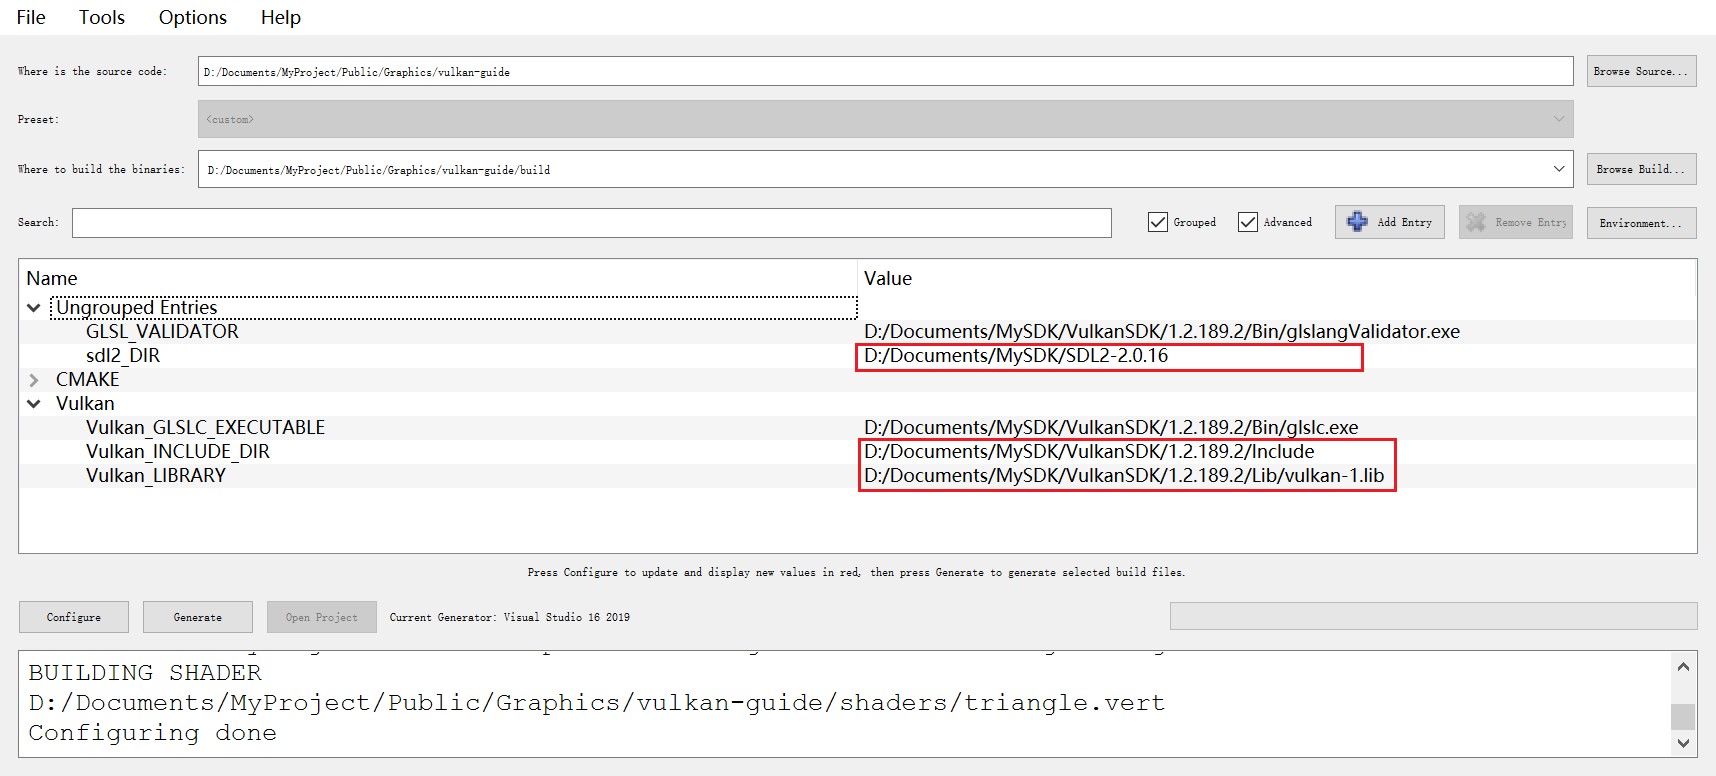 File Tools Options Help
Where is the source code: D:/Documents/MyProject/Public/Graphics/vulkan-guide Browse Source...
Preset: <custom>
Where to build the binaries: D:/Documents/MyProject/Public/Graphics/vulkan-guide/build Browse Build...
Search: Grouped Advanced Add Entry Remove Entry Environment...
Name Value
Ungrouped Entries
GLSL_VALIDATOR D:/Documents/MySDK/VulkanSDK/1.2.189.2/Bin/glslangValidator.exe
sdl2_DIR D:/Documents/MySDK/SDL2-2.0.16
CMAKE
Vulkan
Vulkan_GLSLC_EXECUTABLE D:/Documents/MySDK/VulkanSDK/1.2.189.2/Bin/glslc.exe
Vulkan_INCLUDE_DIR D:/Documents/MySDK/VulkanSDK/1.2.189.2/Include
Vulkan_LIBRARY D:/Documents/MySDK/VulkanSDK/1.2.189.2/Lib/vulkan-1.lib
Press Configure to update and display new values in red, then press Generate to generate selected build files.
Configure Generate Open Project Current Generator: Visual Studio 16 2019
BUILDING SHADER
D:/Documents/MyProject/Public/Graphics/vulkan-guide/shaders/triangle.vert
Configuring done